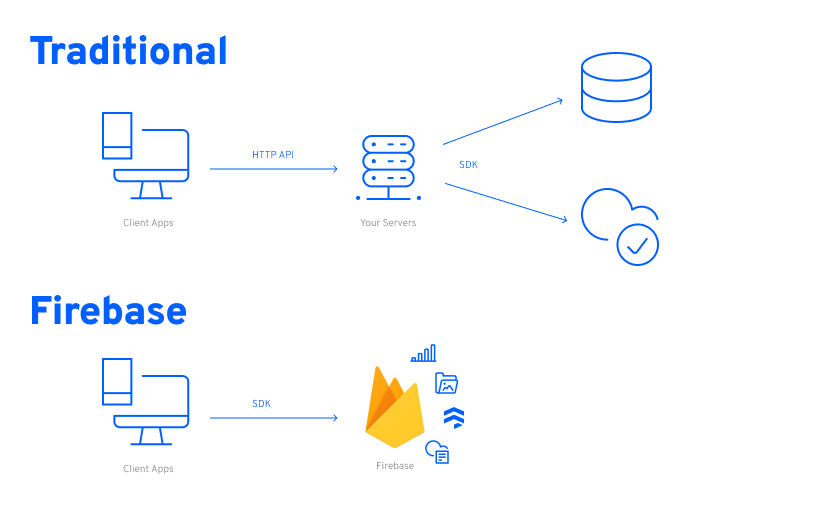 Traditional
HTTP API
SDK
Client Apps
Your Servers
Firebase
SDK
Client Apps
Firebase